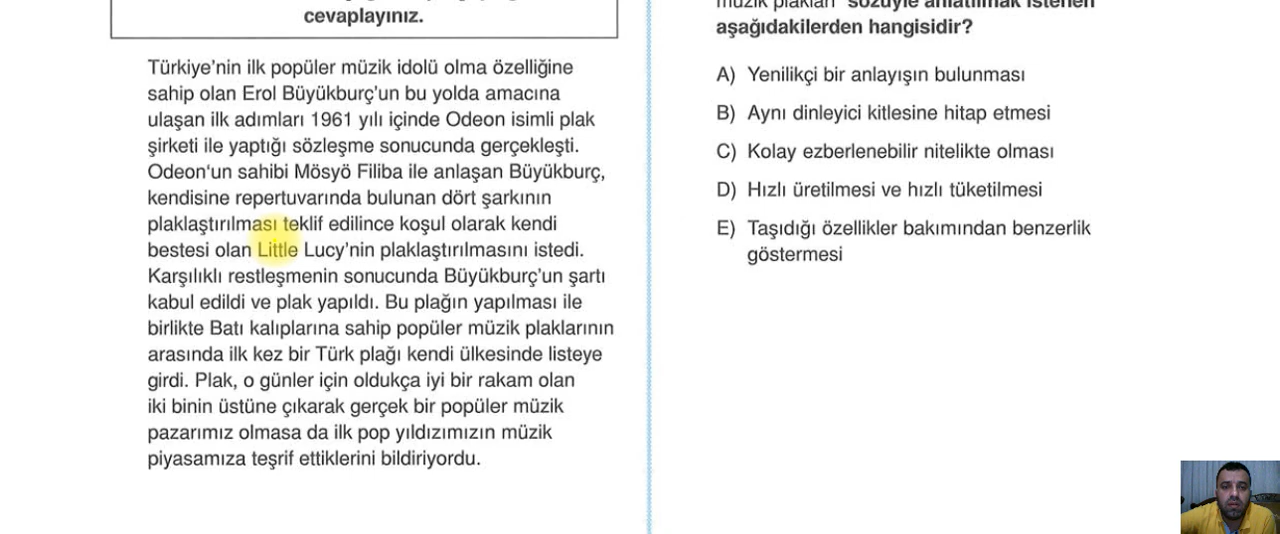 cevaplayınız.
Türkiye’nin ilk popüler müzik idolü olma özelliğine
sahip olan Erol Büyükburç’un bu yolda amacına
ulaşan ilk adımları 1961 yılı içinde Odeon isimli plak
şirketi ile yaptığı sözleşme sonucunda gerçekleşti.
Odeon‘un sahibi Mösyö Filiba ile anlaşan Büyükburç,
kendisine repertuvarında bulunan dört şarkının
plaklaştırılması teklif edilince koşul olarak kendi
bestesi olan Little Lucy’nin plaklaştırılmasını istedi.
Karşılıklı restleşmenin sonucunda Büyükburç’un şartı
kabul edildi ve plak yapıldı. Bu plağın yapılması ile
birlikte Batı kalıplarına sahip popüler müzik plaklarının
arasında ilk kez bir Türk plağı kendi ülkesinde listeye
girdi. Plak, o günler için oldukça iyi bir rakam olan
iki binin üstüne çıkarak gerçek bir popüler müzik
pazarımız olmasa da ilk pop yıldızımızın müzik
piyasamıza teşrif ettiklerini bildiriyordu.
müzik plakları" sözüyle anlatılmak istenen
aşağıdakilerden hangisidir?
A) Yenilikçi bir anlayışın bulunması
B) Aynı dinleyici kitlesine hitap etmesi
C) Kolay ezberlenebilir nitelikte olması
D) Hızlı üretilmesi ve hızlı tüketilmesi
E) Taşıdığı özellikler bakımından benzerlik
göstermesi